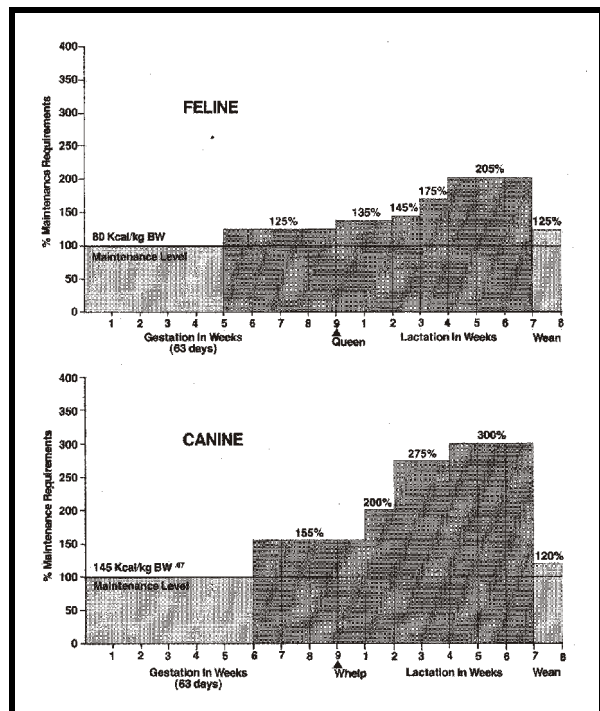 400
350
300
250
200
150
100
50
0
% Maintenance Requirements
FELINE
80 Kcal/kg BW
Maintenance Level
125%
135%
145%
175%
205%
125%
1 2 3 4 5 6 7 8 9 1 2 3 4 5 6 7 8
Gestation in Weeks
(63 days)
Queen
Lactation in Weeks
Wean
400
350
300
250
200
150
100
50
0
% Maintenance Requirements
CANINE
145 Kcal/kg BW .67
Maintenance Level
155%
200%
275%
300%
120%
1 2 3 4 5 6 7 8 9 1 2 3 4 5 6 7 8
Gestation in Weeks
(63 days)
Whelp
Lactation in Weeks
Wean